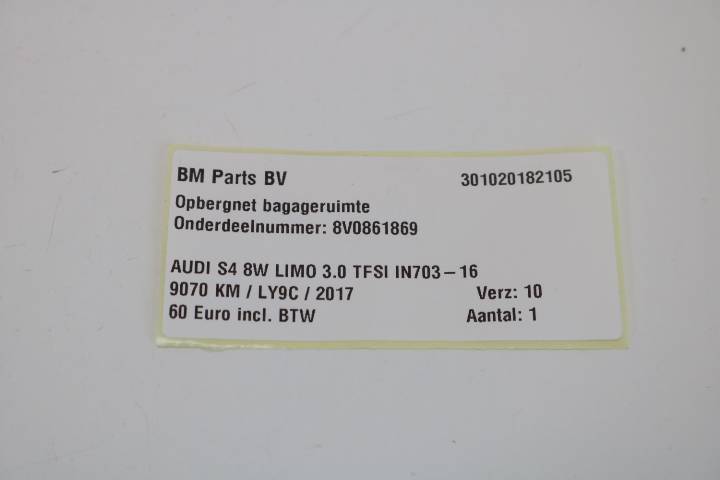 BM Parts BV 301020182105
Opbergnet bagageruimte
Onderdeelnummer: 8V0861869
AUDI S4 8W LIMO 3.0 TFSI IN703-16
9070 KM / LY9C / 2017 Verz: 10
60 Euro incl. BTW Aantal: 1